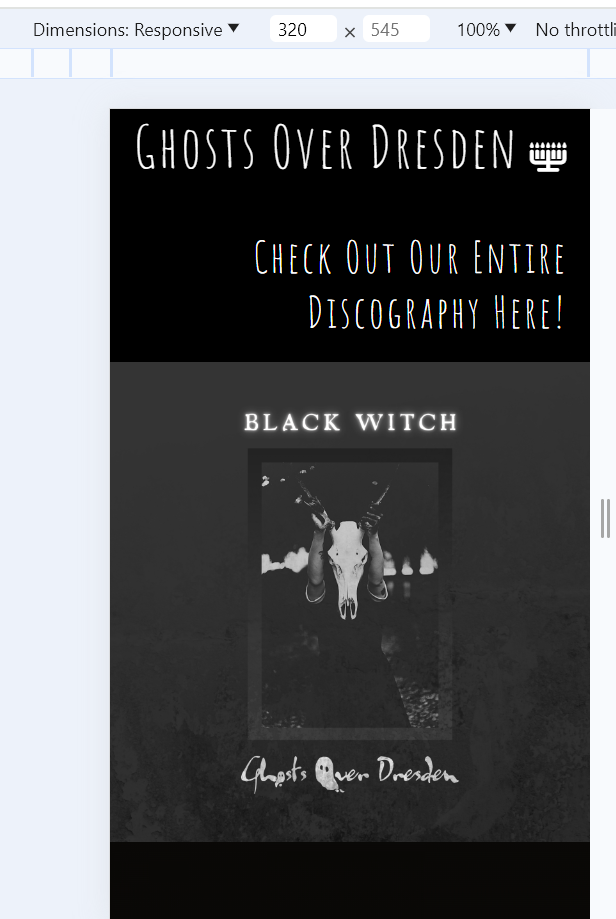 Dimensions: Responsive ▼ 320 × 545 100% ▼ No throttli
Ghosts Over Dresden
Check Out Our Entire
Discography Here!
BLACK WITCH
Ghosts Over Dresden